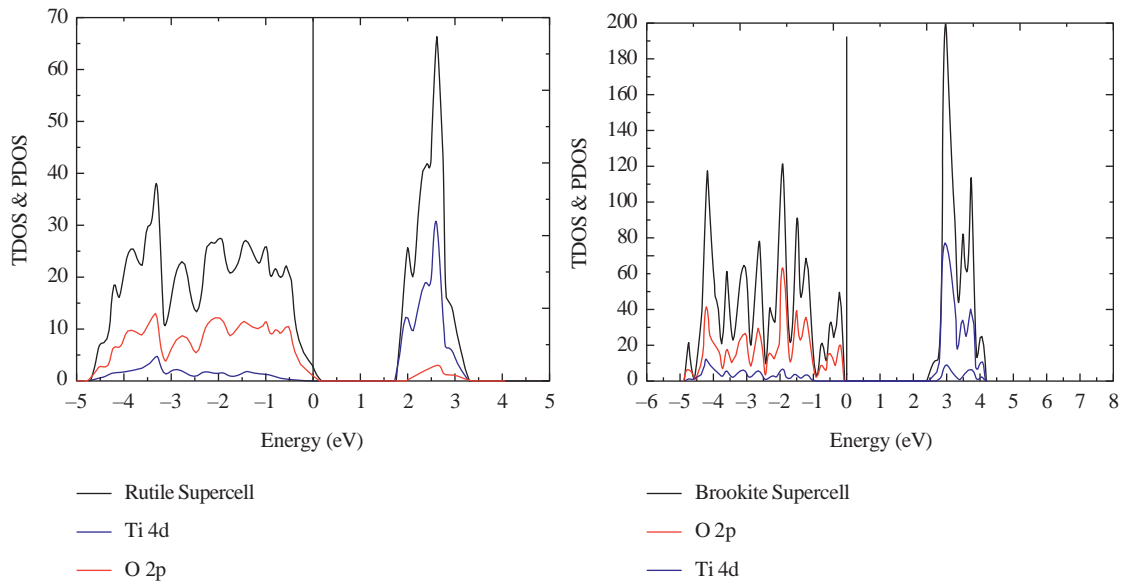 TDOS & PDOS
70
60
50
40
30
20
10
0
–5 –4 –3 –2 –1 0 1 2 3 4 5
Energy (eV)
Rutile Supercell
Ti 4d
O 2p
TDOS & PDOS
200
180
160
140
120
100
80
60
40
20
0
–6 –5 –4 –3 –2 –1 0 1 2 3 4 5 6 7 8
Energy (eV)
Brookite Supercell
O 2p
Ti 4d